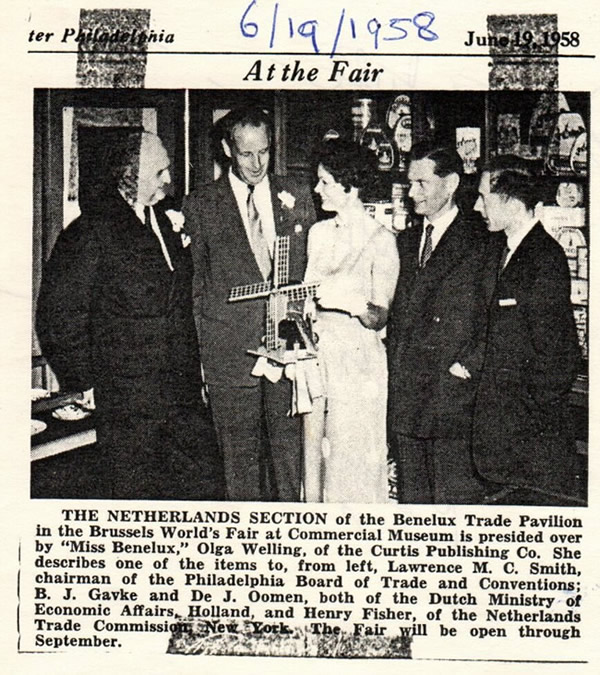 6/19/1958
ter Philadelphia June 19, 1958
At the Fair
THE NETHERLANDS SECTION of the Benelux Trade Pavilion
in the Brussels World's Fair at Commercial Museum is presided over
by "Miss Benelux," Olga Welling, of the Curtis Publishing Co. She
describes one of the items to, from left, Lawrence M. C. Smith,
chairman of the Philadelphia Board of Trade and Conventions;
B. J. Gavke and De J. Oomen, both of the Dutch Ministry of
Economic Affairs, Holland, and Henry Fisher, of the Netherlands
Trade Commission, New York. The Fair will be open through
September.